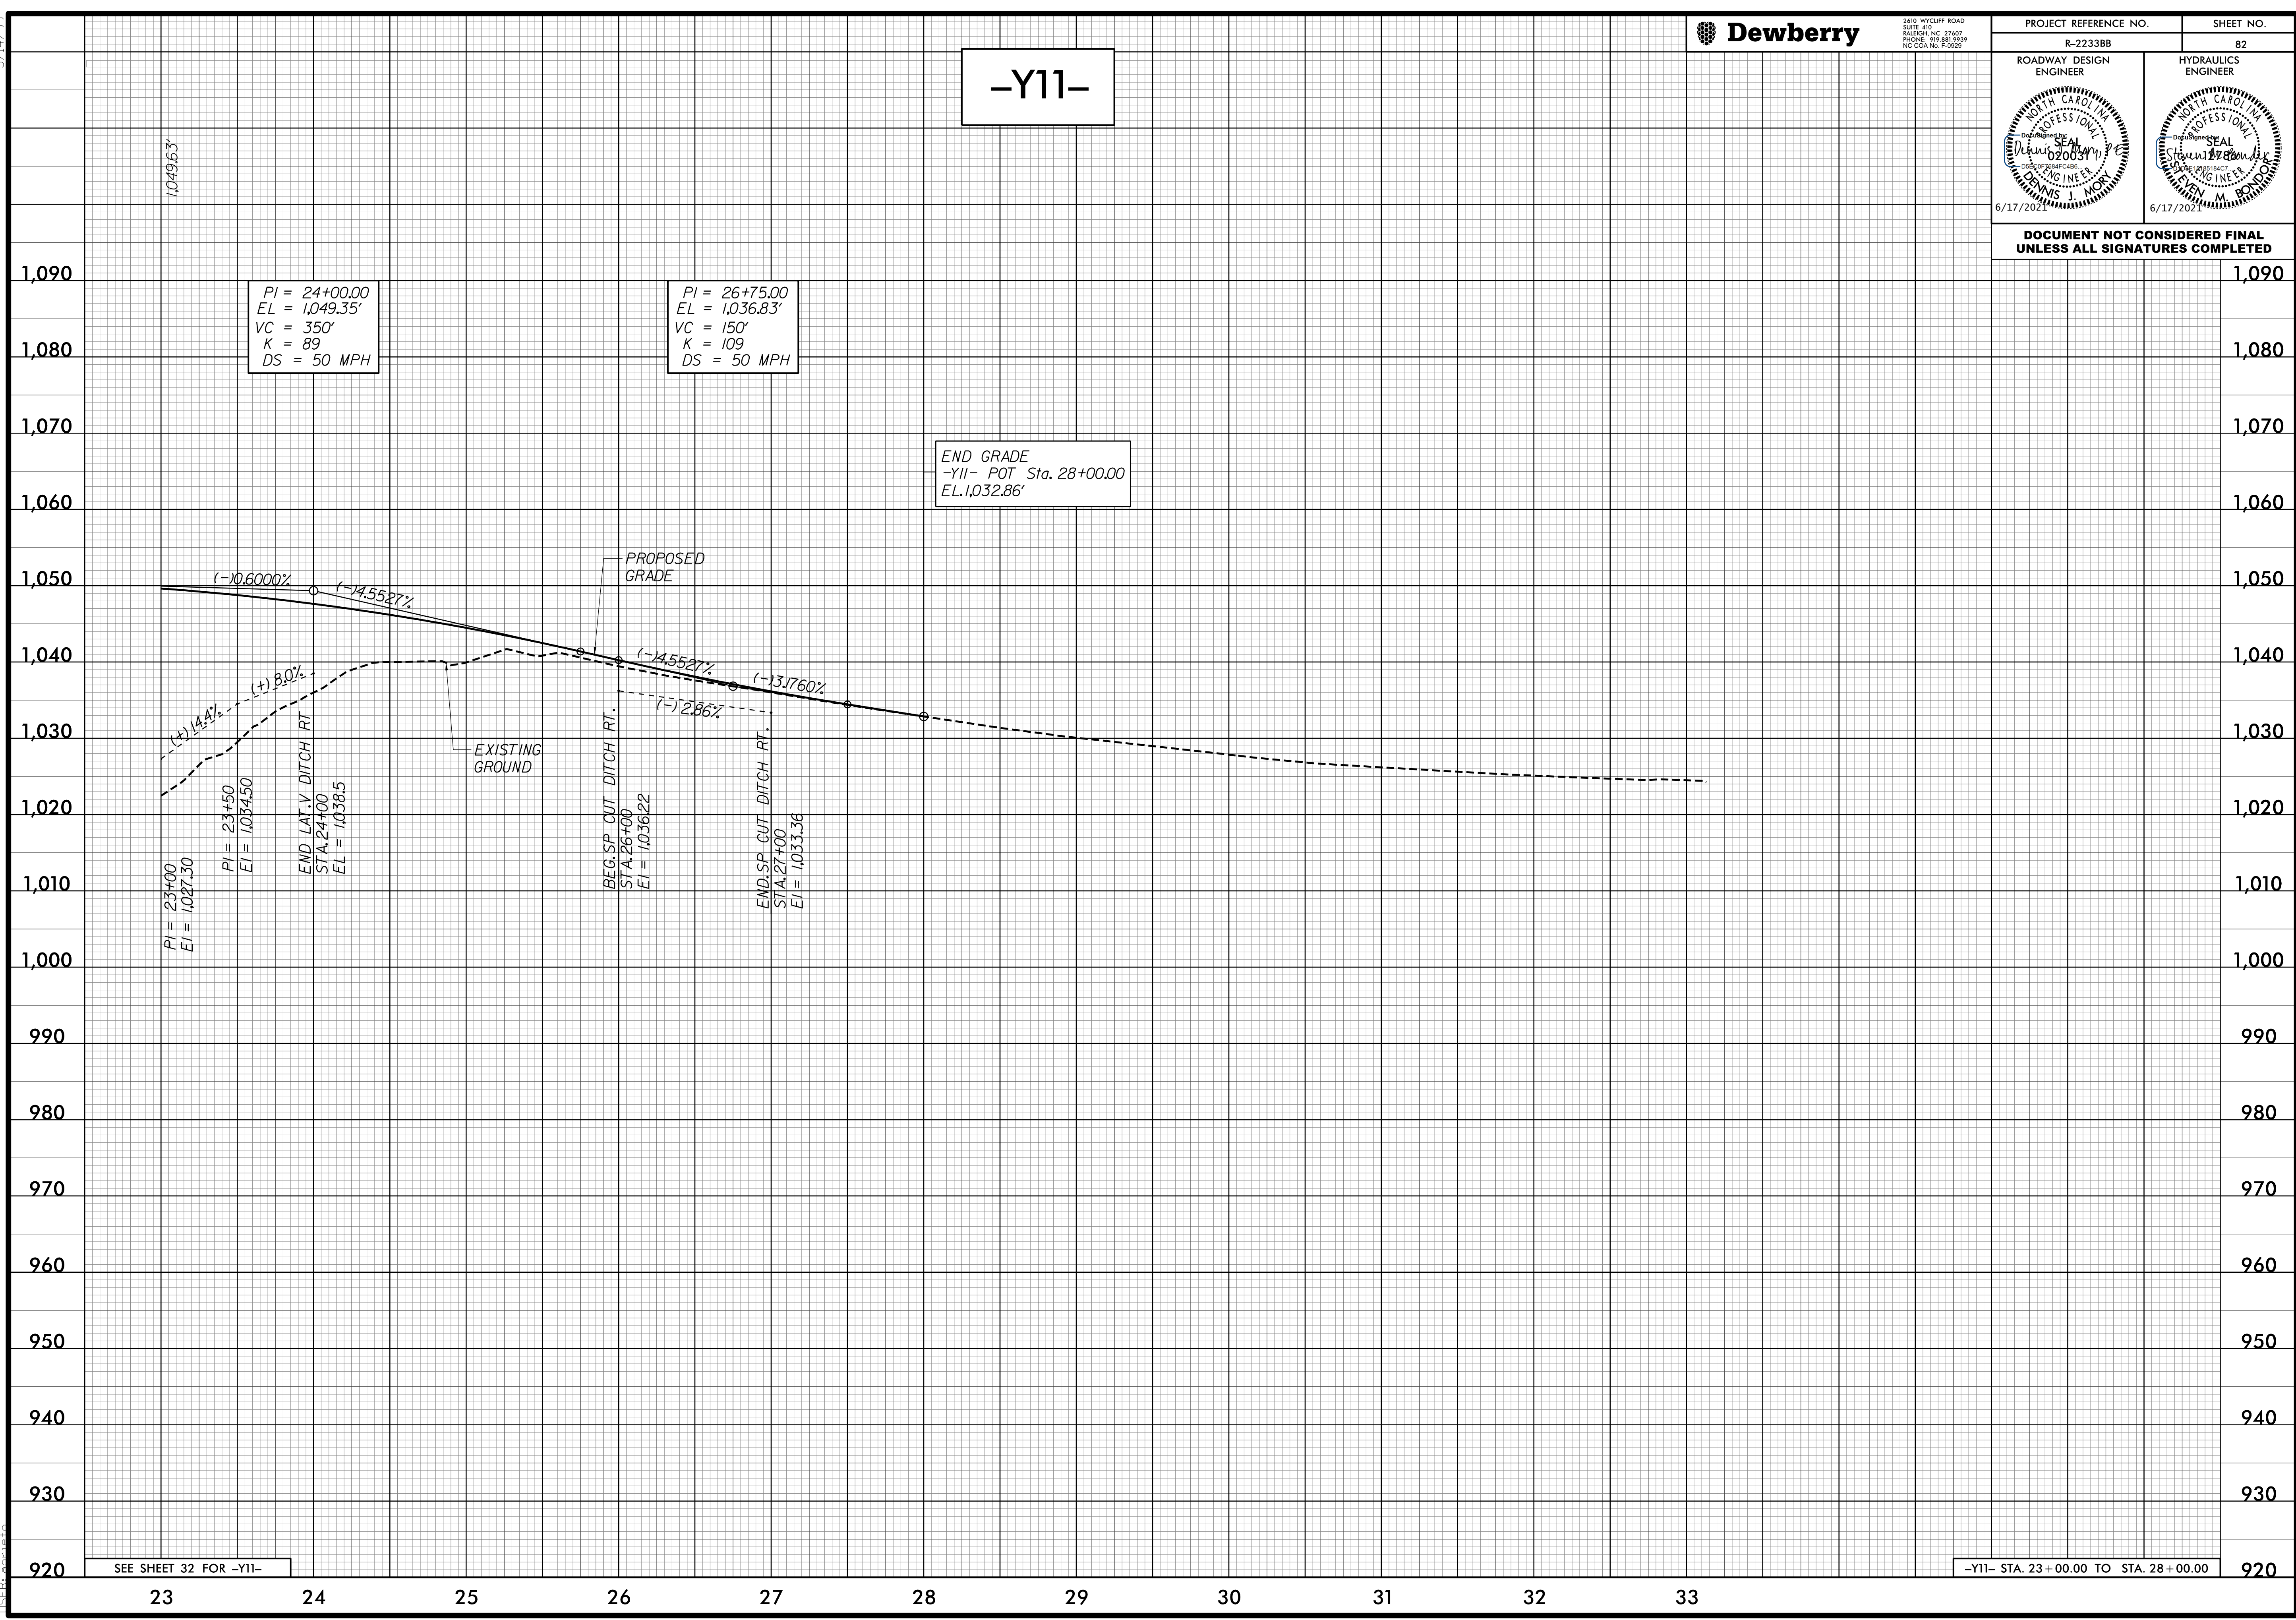 Dewberry
2610 WYCLIFF ROAD
SUITE 410
RALEIGH, NC 27607
PHONE: 919.881.9939
NC COA No. F-0929
PROJECT REFERENCE NO.
SHEET NO.
R-2233BB
82
ROADWAY DESIGN
ENGINEER
HYDRAULICS
ENGINEER
NORTH CAROLINA
PROFESSIONAL
DocuSigned by:
SEAL
020031
ENGINEER
DENNIS J. MORY
6/17/2021
NORTH CAROLINA
PROFESSIONAL
DocuSigned by:
SEAL
ENGINEER
STEVEN M. BONDOR
6/17/2021
DOCUMENT NOT CONSIDERED FINAL
UNLESS ALL SIGNATURES COMPLETED
–Y11–
1,049.63'
PI = 24+00.00
EL = 1,049.35'
VC = 350'
K = 89
DS = 50 MPH
PI = 26+75.00
EL = 1,036.83'
VC = 150'
K = 109
DS = 50 MPH
END GRADE
-Y11- POT Sta. 28+00.00
EL. 1,032.86'
PROPOSED
GRADE
(-)0.6000%
(-)4.5527%
(-)4.5527%
(-)3.1760%
(-) 2.86%
(+) 8.0%
(+) 14.4%
EXISTING
GROUND
PI = 23+00
El = 1,027.30
PI = 23+50
El = 1,034.50
END LAT.V DITCH RT
STA.24+00
EL = 1,038.5
BEG.SP CUT DITCH RT.
STA.26+00
El = 1,036.22
END.SP CUT DITCH RT.
STA.27+00
El = 1,033.36
1,090
1,080
1,070
1,060
1,050
1,040
1,030
1,020
1,010
1,000
990
980
970
960
950
940
930
920
1,090
1,080
1,070
1,060
1,050
1,040
1,030
1,020
1,010
1,000
990
980
970
960
950
940
930
920
SEE SHEET 32 FOR –Y11–
–Y11– STA. 23+00.00 TO STA. 28+00.00
23 24 25 26 27 28 29 30 31 32 33